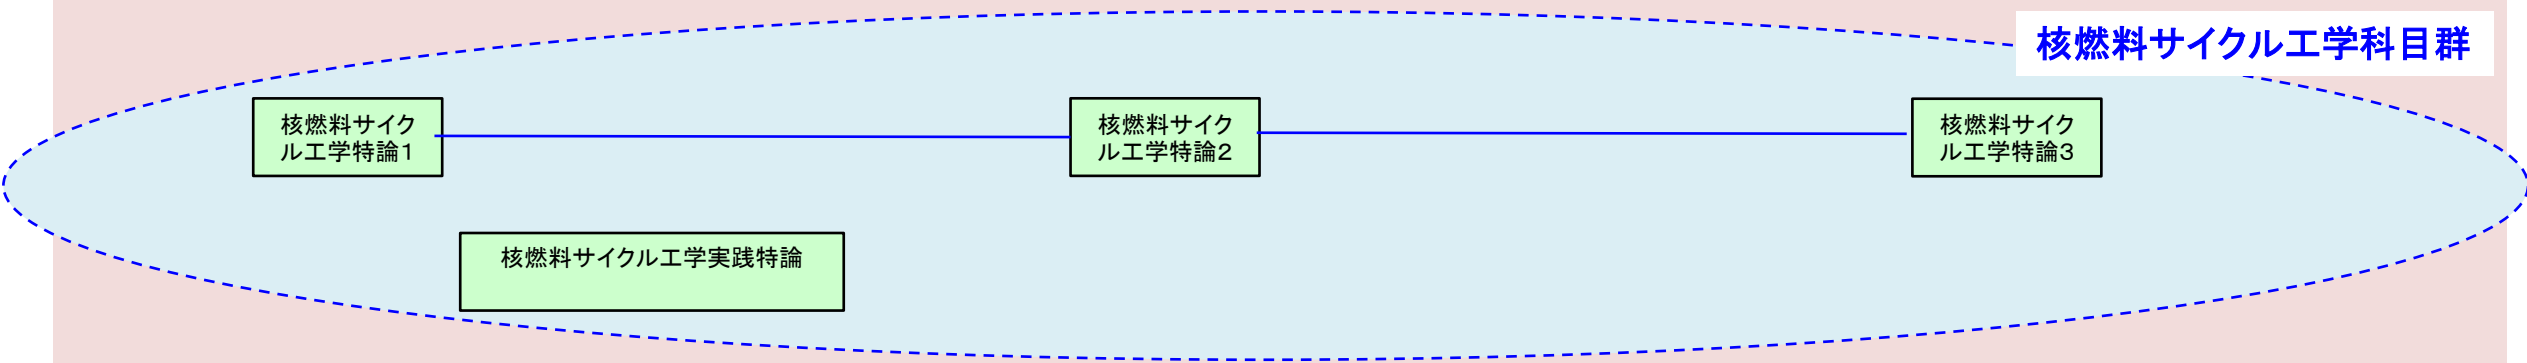 核燃料サイクル工学科目群
核燃料サイク
ル工学特論１
核燃料サイク
ル工学特論２
核燃料サイク
ル工学特論３
核燃料サイクル工学実践特論